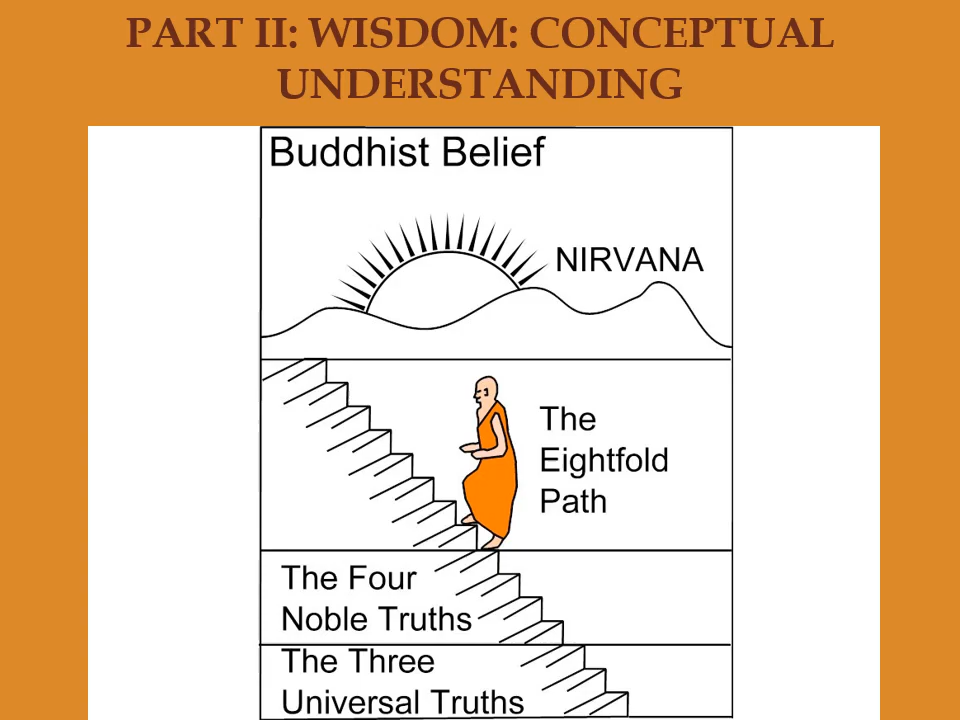 PART II: WISDOM: CONCEPTUAL
UNDERSTANDING
Buddhist Belief
NIRVANA
The
Eightfold
Path
The Four
Noble Truths
The Three
Universal Truths